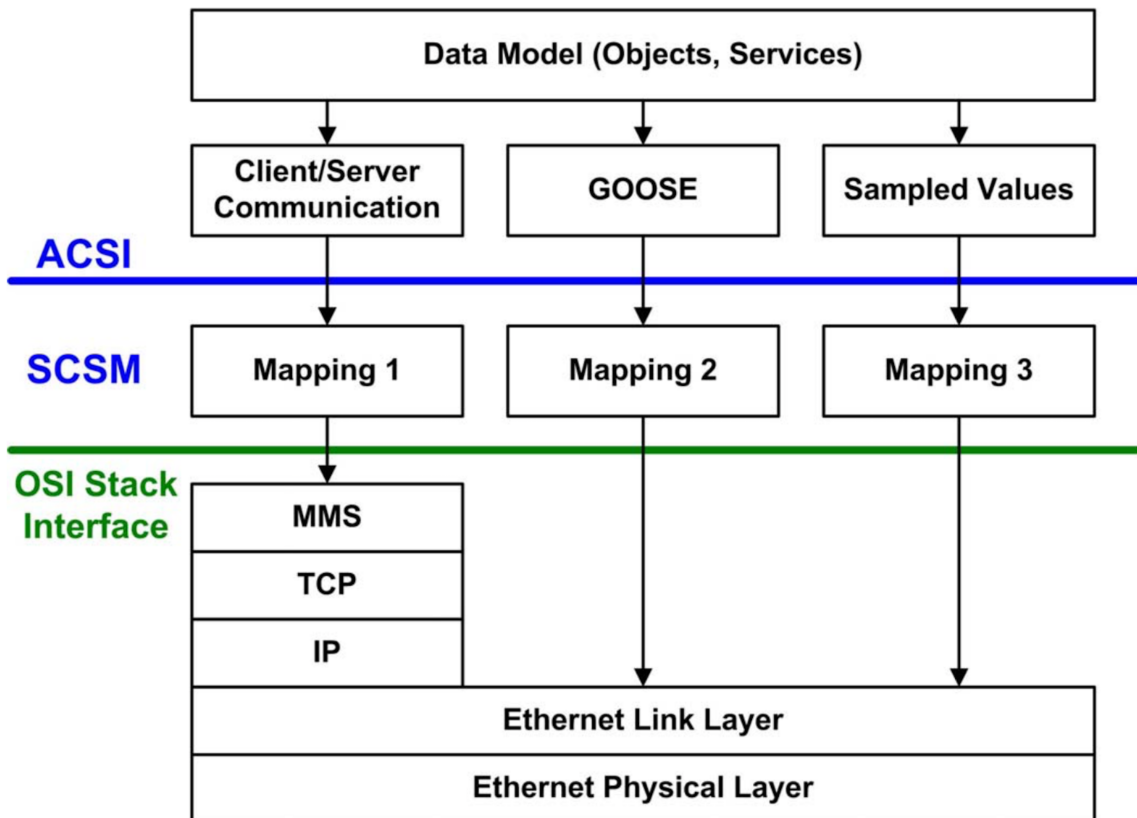 Data Model (Objects, Services)
Client/Server
Communication
GOOSE
Sampled Values
ACSI
SCSM
Mapping 1
Mapping 2
Mapping 3
OSI Stack
Interface
MMS
TCP
IP
Ethernet Link Layer
Ethernet Physical Layer